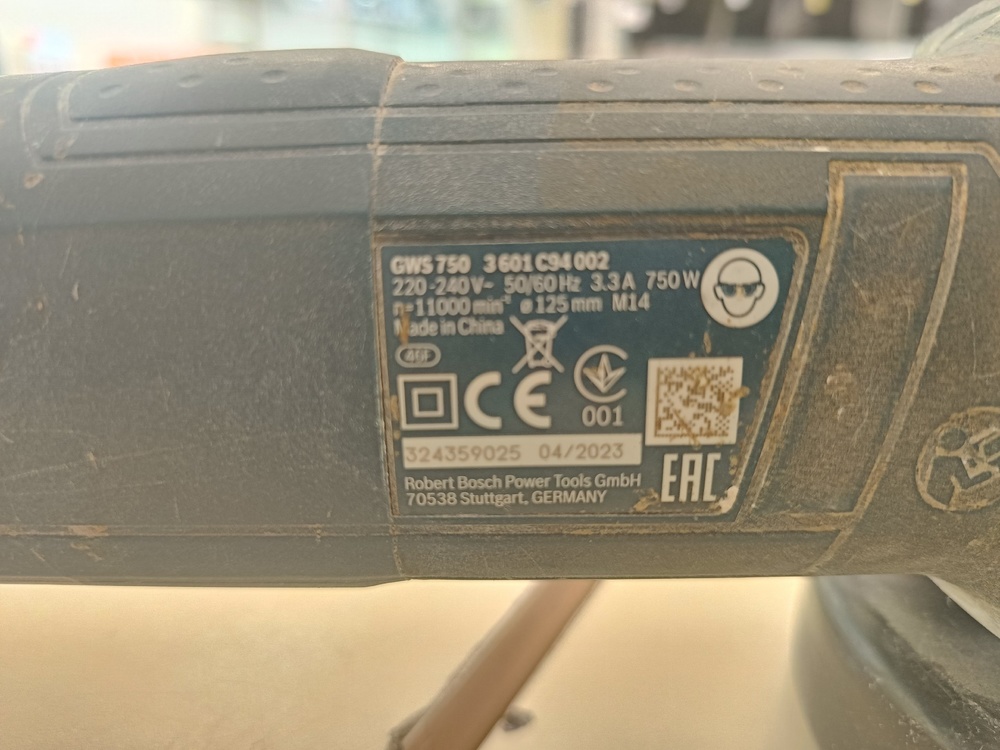 GWS 750 3 601 C94 002
220-240 V~ 50/60 Hz 3.3 A 750 W
n=11000 min⁻¹ ø 125 mm M14
Made in China
CE
001
324359025 04/2023
Robert Bosch Power Tools GmbH
70538 Stuttgart, GERMANY
EAC